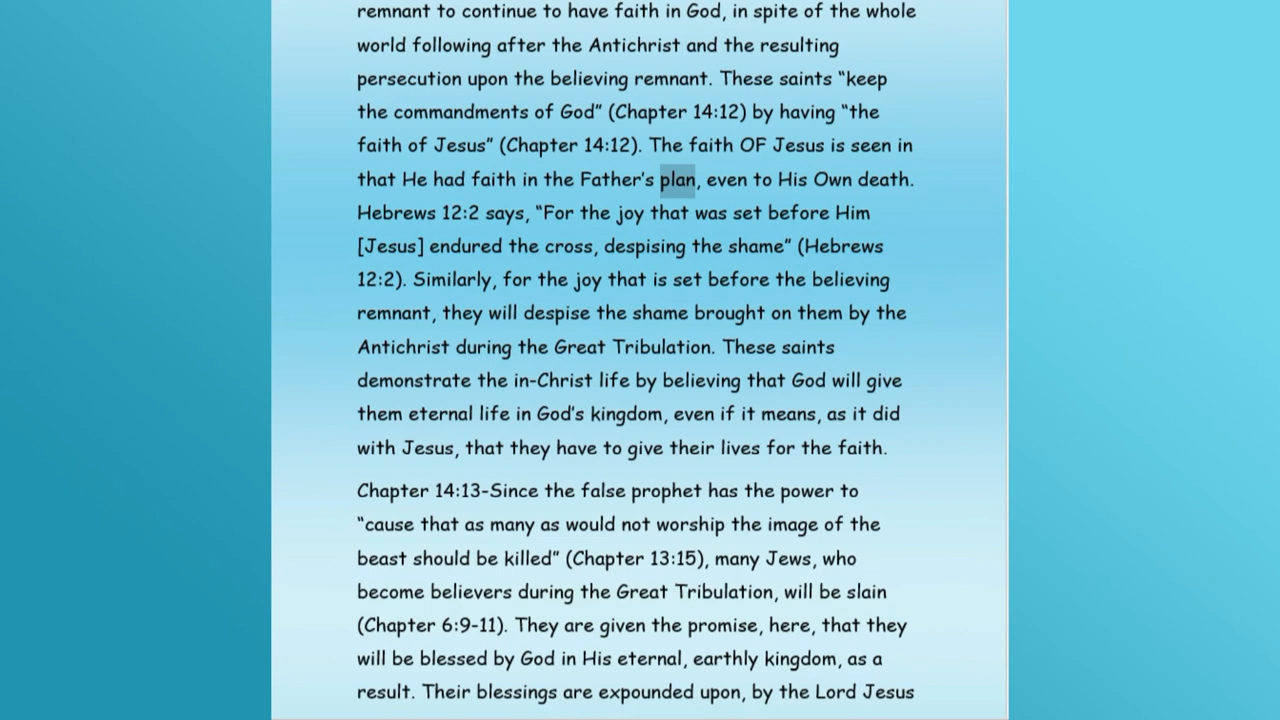 remnant to continue to have faith in God, in spite of the whole
world following after the Antichrist and the resulting
persecution upon the believing remnant. These saints “keep
the commandments of God” (Chapter 14:12) by having “the
faith of Jesus” (Chapter 14:12). The faith OF Jesus is seen in
that He had faith in the Father’s plan, even to His Own death.
Hebrews 12:2 says, “For the joy that was set before Him
[Jesus] endured the cross, despising the shame” (Hebrews
12:2). Similarly, for the joy that is set before the believing
remnant, they will despise the shame brought on them by the
Antichrist during the Great Tribulation. These saints
demonstrate the in-Christ life by believing that God will give
them eternal life in God’s kingdom, even if it means, as it did
with Jesus, that they have to give their lives for the faith.
Chapter 14:13-Since the false prophet has the power to
“cause that as many as would not worship the image of the
beast should be killed” (Chapter 13:15), many Jews, who
become believers during the Great Tribulation, will be slain
(Chapter 6:9-11). They are given the promise, here, that they
will be blessed by God in His eternal, earthly kingdom, as a
result. Their blessings are expounded upon, by the Lord Jesus